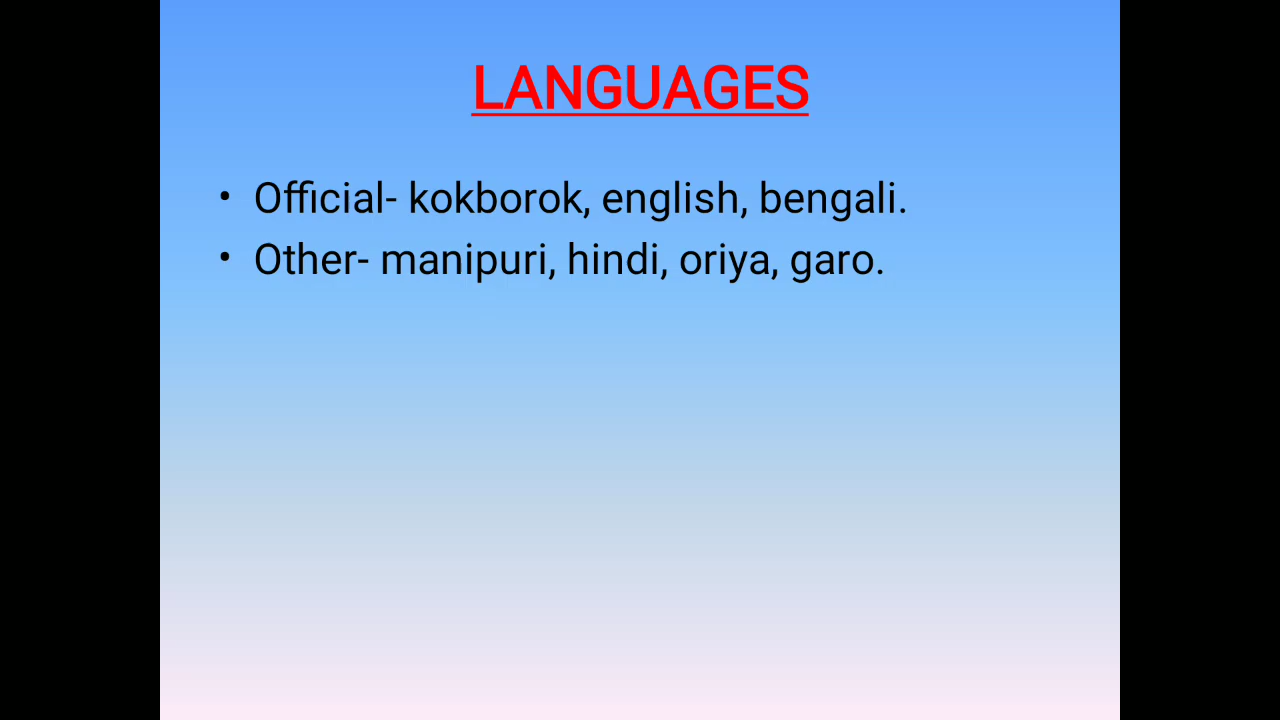 LANGUAGES
• Official- kokborok, english, bengali.
• Other- manipuri, hindi, oriya, garo.